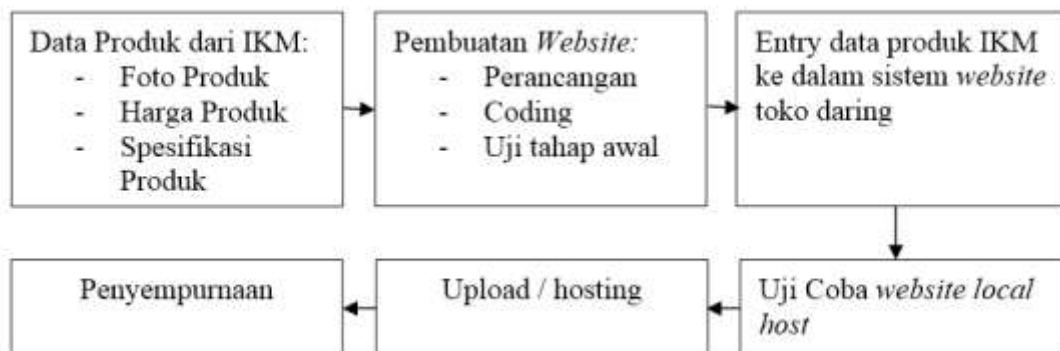 Data Produk dari IKM:
- Foto Produk
- Harga Produk
- Spesifikasi
Produk
Pembuatan Website:
- Perancangan
- Coding
- Uji tahap awal
Entry data produk IKM
ke dalam sistem website
toko daring
Uji Coba website local
host
Upload / hosting
Penyempurnaan